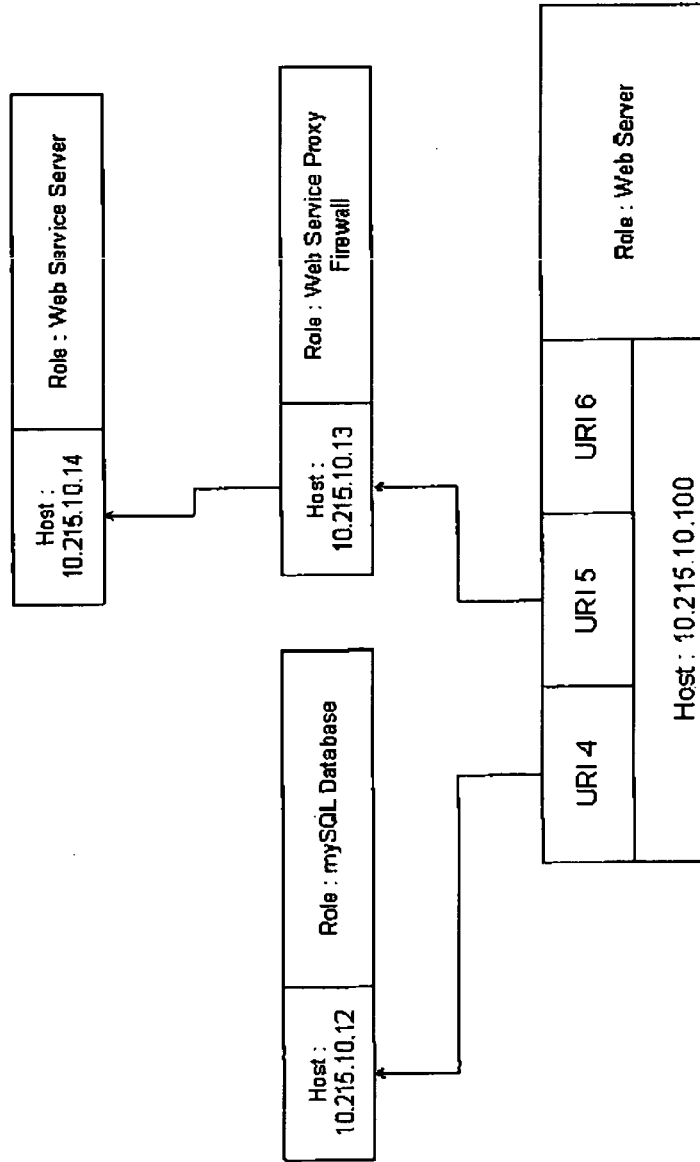 Host :
10.215.10.14
Role : Web Service Server
Host :
10.215.10.12
Role : mySQL Database
Host :
10.215.10.13
Role : Web Service Proxy
Firewall
URI 4
URI 5
URI 6
Role : Web Server
Host : 10.215.10.100